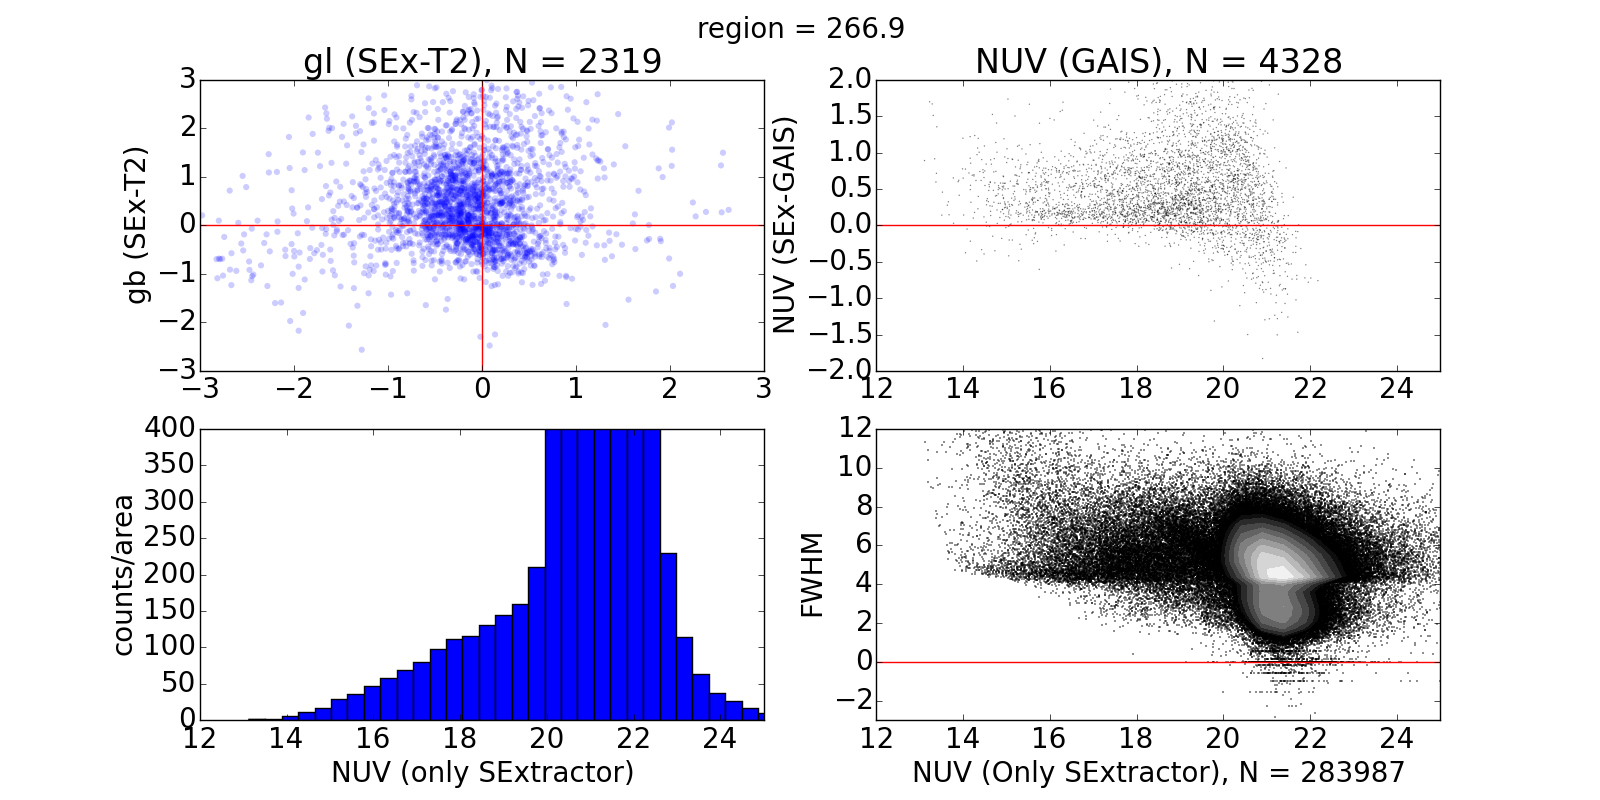 region = 266.9
gl (SEx-T2), N = 2319
gb (SEx-T2)
3
2
1
0
−1
−2
−3
−3 −2 −1 0 1 2 3
NUV (GAIS), N = 4328
NUV (SEx-GAIS)
2.0
1.5
1.0
0.5
0.0
−0.5
−1.0
−1.5
−2.0
12 14 16 18 20 22 24
counts/area
400
350
300
250
200
150
100
50
0
12 14 16 18 20 22 24
NUV (only SExtractor)
FWHM
12
10
8
6
4
2
0
−2
12 14 16 18 20 22 24
NUV (Only SExtractor), N = 283987